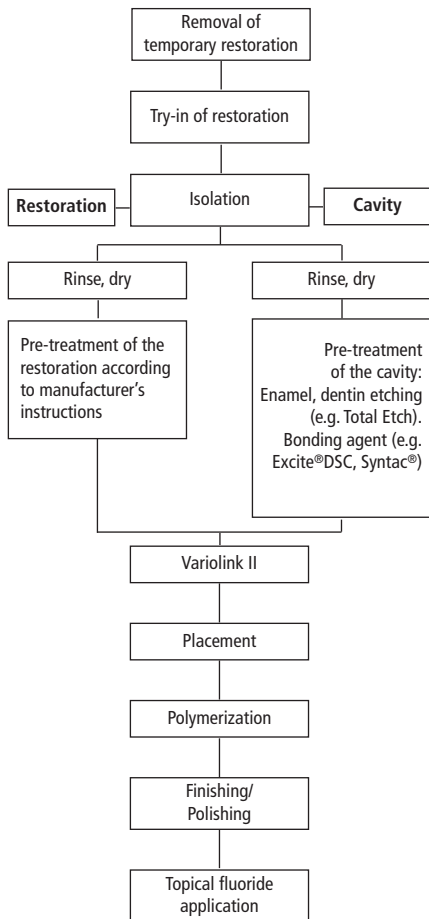 Removal of
temporary restoration
Try-in of restoration
Restoration
Isolation
Cavity
Rinse, dry
Rinse, dry
Pre-treatment of the
restoration according
to manufacturer’s
instructions
Pre-treatment
of the cavity:
Enamel, dentin etching
(e.g. Total Etch).
Bonding agent (e.g.
Excite®DSC, Syntac®)
Variolink II
Placement
Polymerization
Finishing/
Polishing
Topical fluoride
application